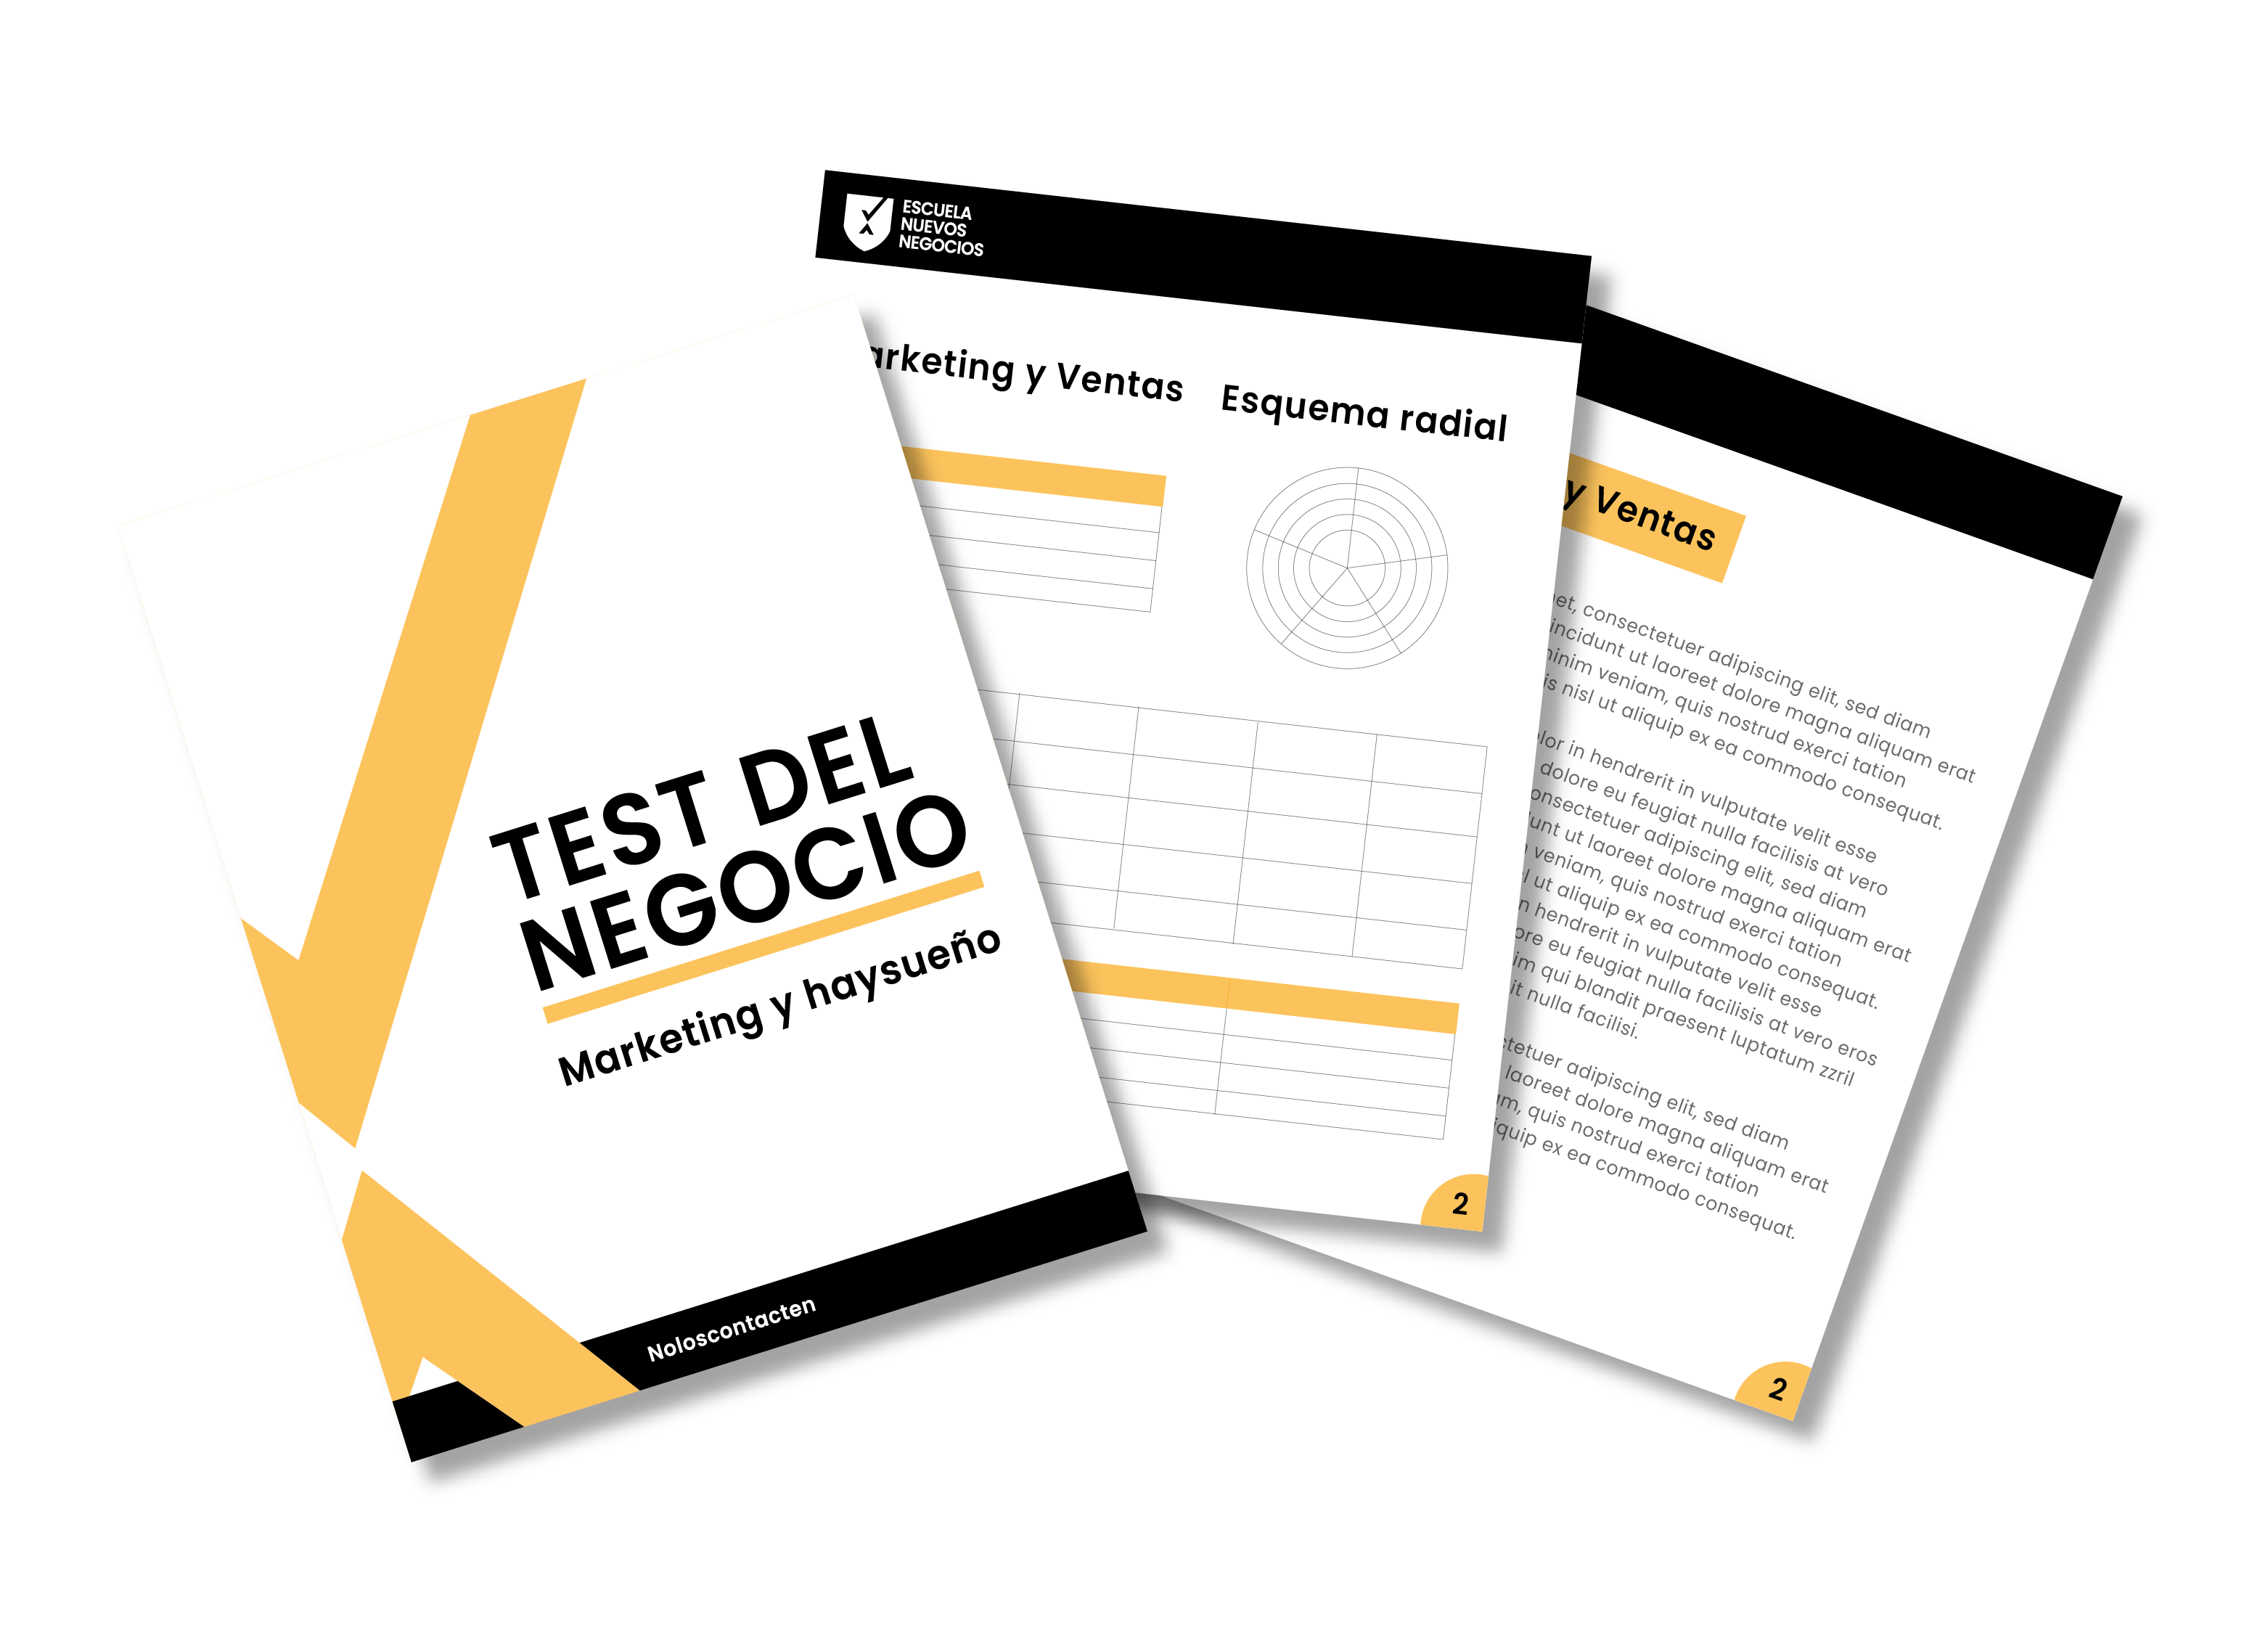 TEST DEL
NEGOCIO
Marketing y haysueño
Noloscontacten
ESCUELA
NUEVOS
NEGOCIOS
arketing y Ventas
Esquema radial
2
y Ventas
et, consectetuer adipiscing elit, sed diam
incidunt ut laoreet dolore magna aliquam erat
minim veniam, quis nostrud exerci tation
is nisl ut aliquip ex ea commodo consequat.
lor in hendrerit in vulputate velit esse
dolore eu feugiat nulla facilisis at vero
onsectetuer adipiscing elit, sed diam
unt ut laoreet dolore magna aliquam erat
veniam, quis nostrud exerci tation
l ut aliquip ex ea commodo consequat.
n hendrerit in vulputate velit esse
ore eu feugiat nulla facilisis at vero eros
im qui blandit praesent luptatum zzril
it nulla facilisi.
ctetuer adipiscing elit, sed diam
laoreet dolore magna aliquam erat
m, quis nostrud exerci tation
quip ex ea commodo consequat.
2